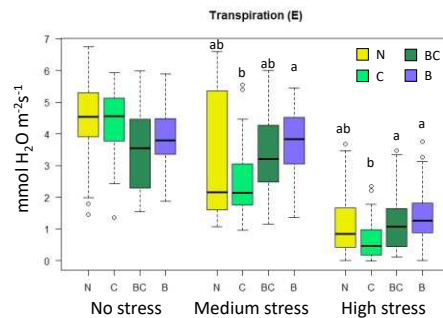 Transpiration (E)
mmol H₂O m⁻²s⁻¹
7
6
5
4
3
2
1
0
ab
b
ab
a
ab
b
a
a
N
BC
C
B
N C BC B N C BC B N C BC B
No stress Medium stress High stress